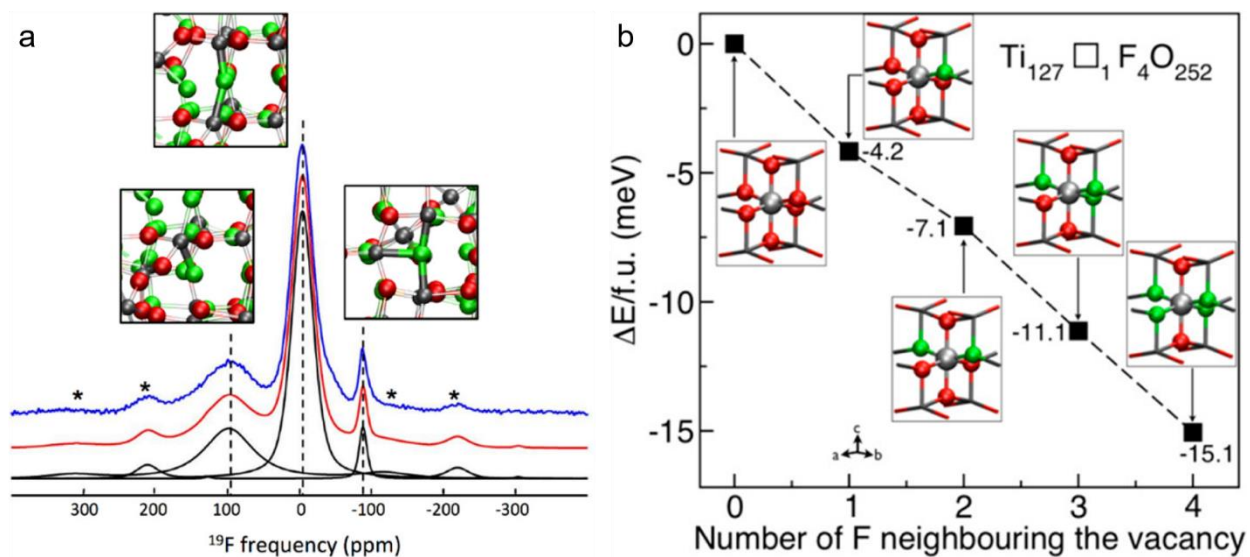 a
*
*
*
*
300
200
100
0
-100
-200
-300
¹⁹F frequency (ppm)
b
Ti₁₂₇ □₁ F₄O₂₅₂
0
-5
-10
-15
ΔE/f.u. (meV)
-4.2
-7.1
-11.1
-15.1
c
a b
0 1 2 3 4
Number of F neighbouring the vacancy